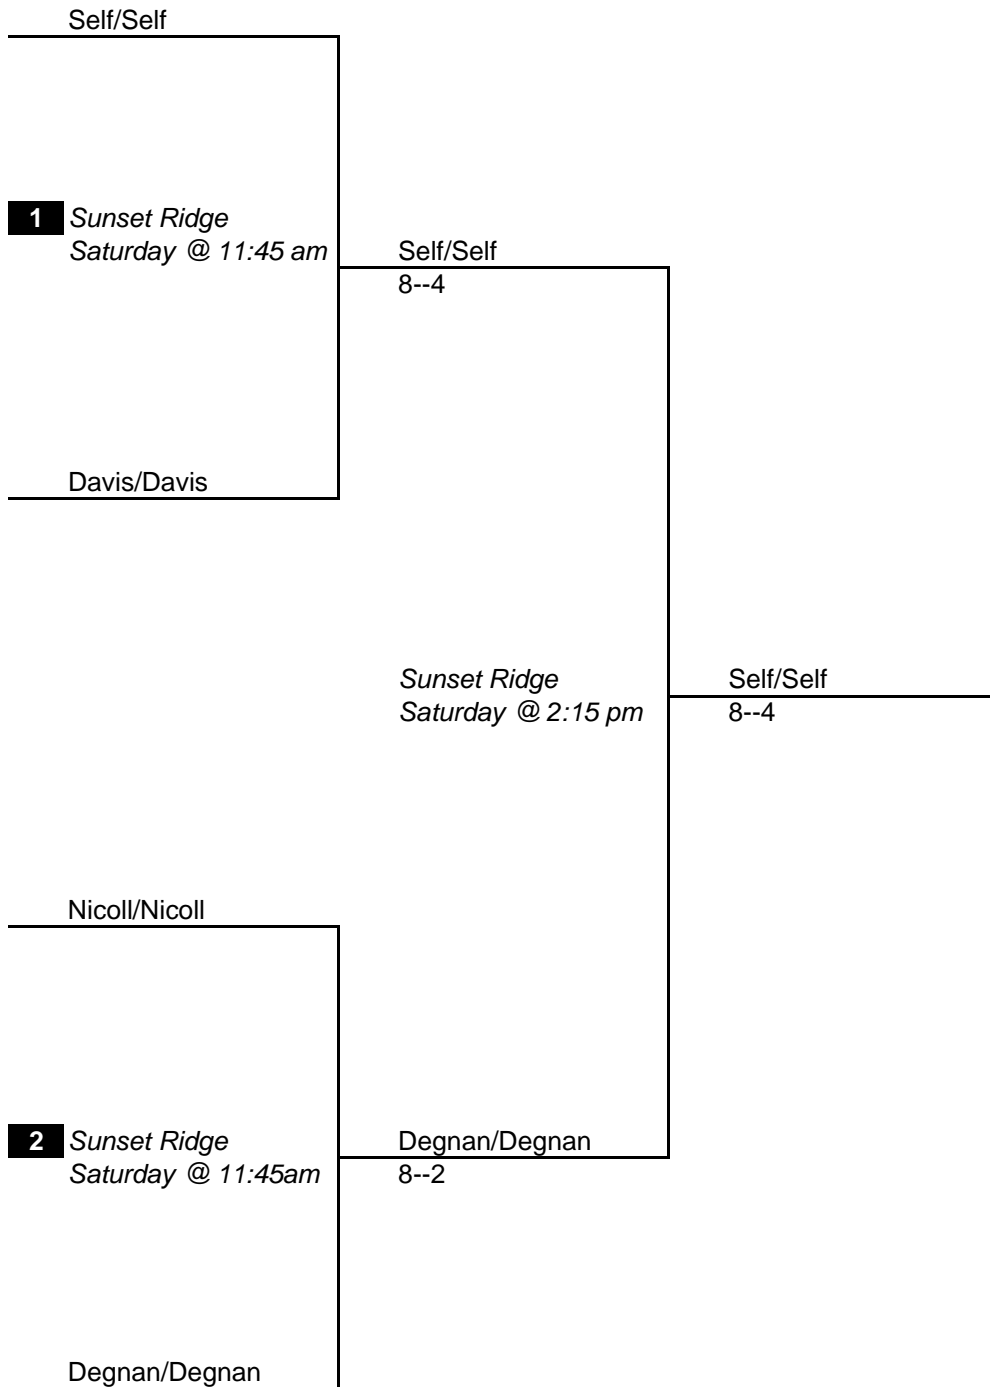 Self/Self
1 Sunset Ridge
Saturday @ 11:45 am
Self/Self
8--4
Davis/Davis
Sunset Ridge
Saturday @ 2:15 pm
Self/Self
8--4
Nicoll/Nicoll
2 Sunset Ridge
Saturday @ 11:45am
Degnan/Degnan
8--2
Degnan/Degnan